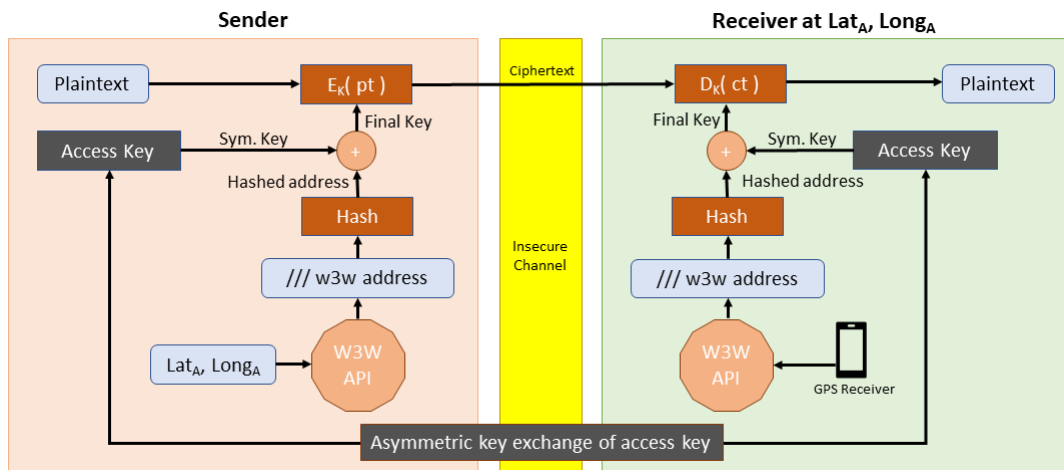 Sender
Receiver at LatA, LongA
Plaintext
EK( pt )
Ciphertext
DK( ct )
Plaintext
Final Key
Final Key
Access Key
Sym. Key
+
+
Sym. Key
Access Key
Hashed address
Hashed address
Hash
Hash
Insecure
Channel
/// w3w address
/// w3w address
W3W
API
W3W
API
LatA, LongA
GPS Receiver
Asymmetric key exchange of access key